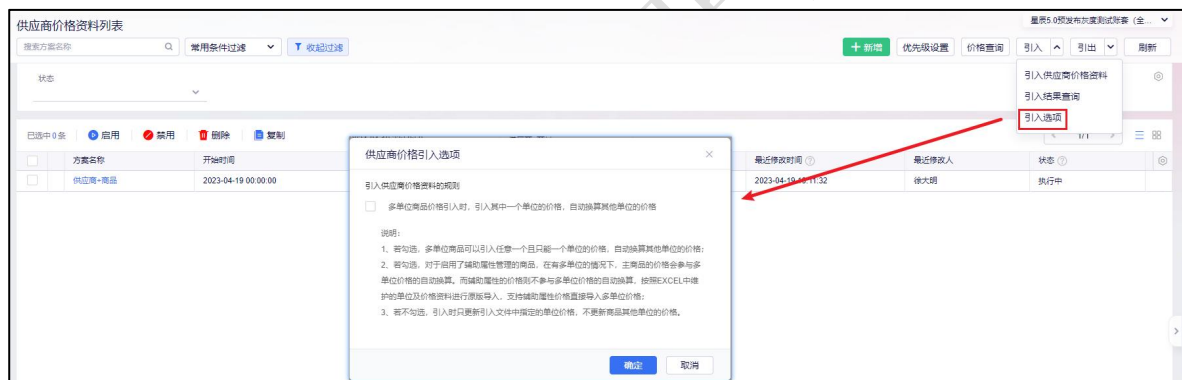 供应商价格资料列表
星辰5.0预发布灰度测试账套（全...
搜索方案名称
常用条件过滤
收起过滤
新增
优先级设置
价格查询
引入
引出
刷新
状态
引入供应商价格资料
引入结果查询
引入选项
已选中0条
启用
禁用
删除
复制
1/1
方案名称
开始时间
最近修改时间
最近修改人
状态
供应商+商品
2023-04-19 00:00:00
徐大明
执行中
供应商价格引入选项
引入供应商价格资料的规则
多单位商品价格引入时，引入其中一个单位的价格，自动换算其他单位的价格
说明：
1、若勾选，多单位商品可以引入任意一个且只能一个单位的价格，自动换算其他单位的价格；
2、若勾选，对于启用了辅助属性管理的商品，在有多单位的情况下，主商品的价格会参与多
单位价格的自动换算。而辅助属性的价格则不参与多单位价格的自动换算，按照EXCEL中维
护的单位及价格资料进行原版导入，支持辅助属性价格直接导入多单位价格；
3、若不勾选，引入时只更新引入文件中指定的单位价格，不更新商品其他单位的价格。
确定
取消